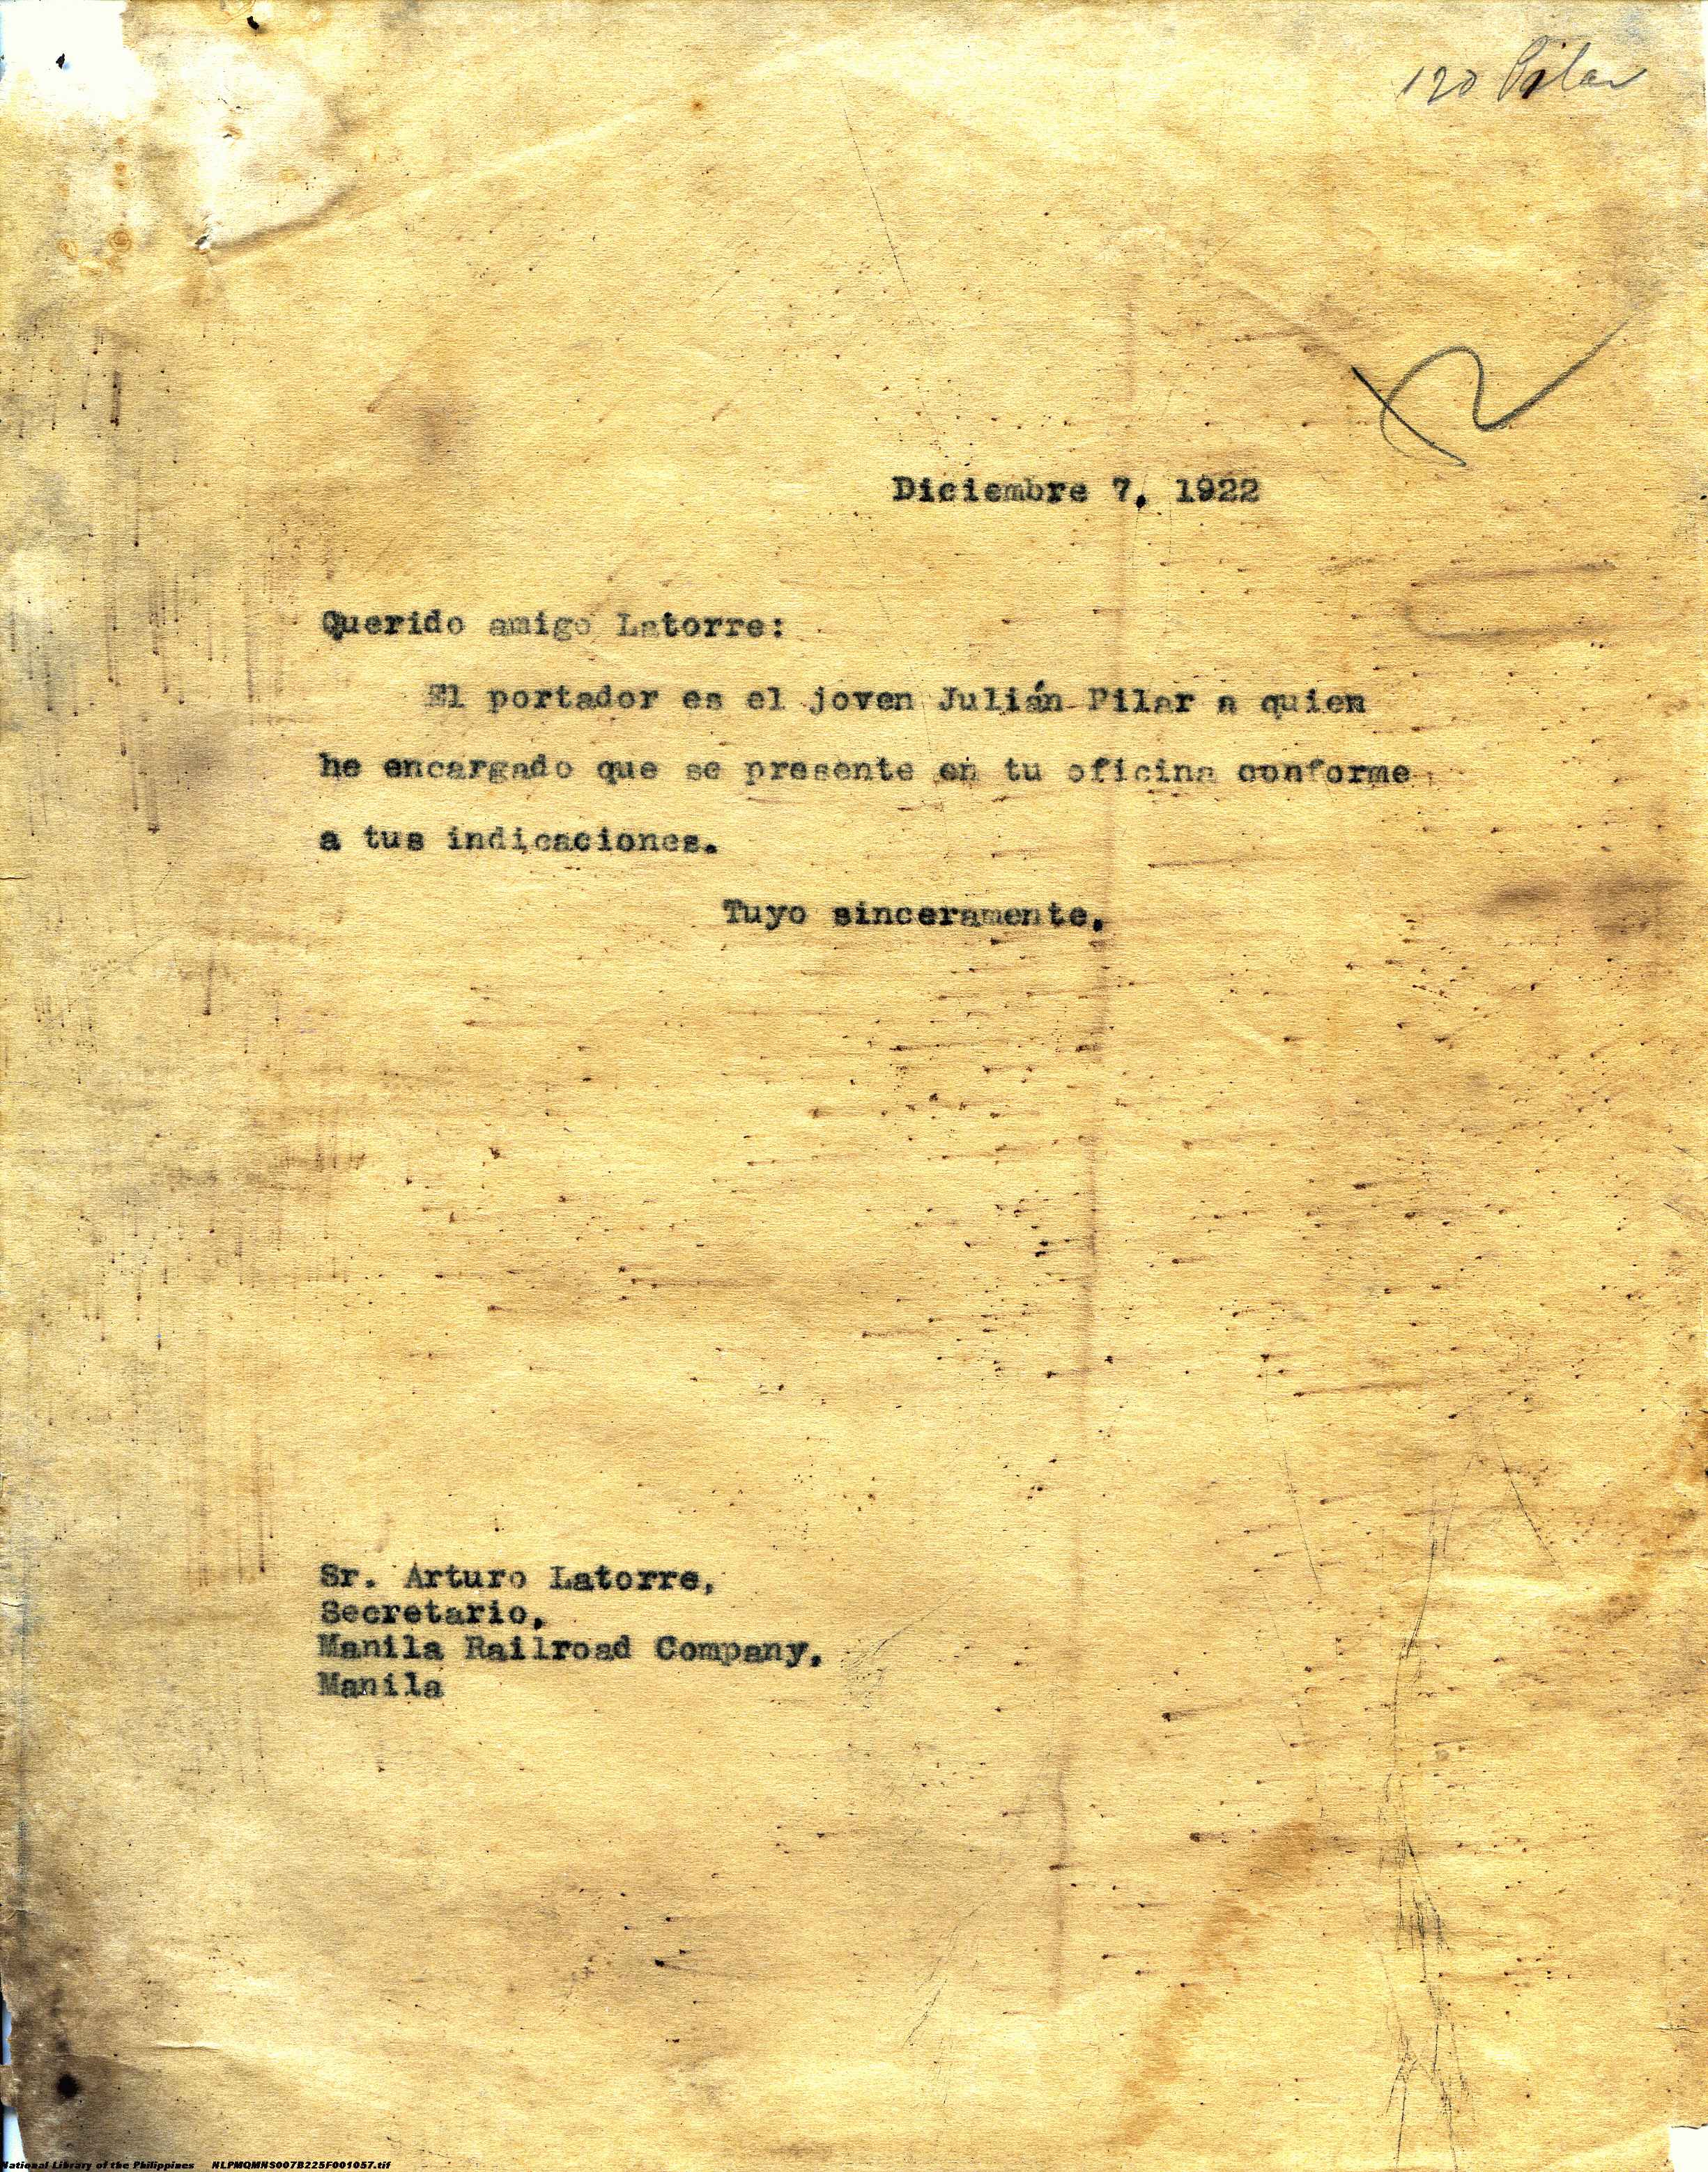 120 Pilar
Diciembre 7, 1922
Querido amigo Latorre:
El portador es el joven Julián Pilar a quien
he encargado que se presente en tu oficina conforme
a tus indicaciones.
Tuyo sinceramente,
Sr. Arturo Latorre,
Secretario,
Manila Railroad Company,
Manila
National Library of the Philippines NLPMQMNS007B225F001057.tif